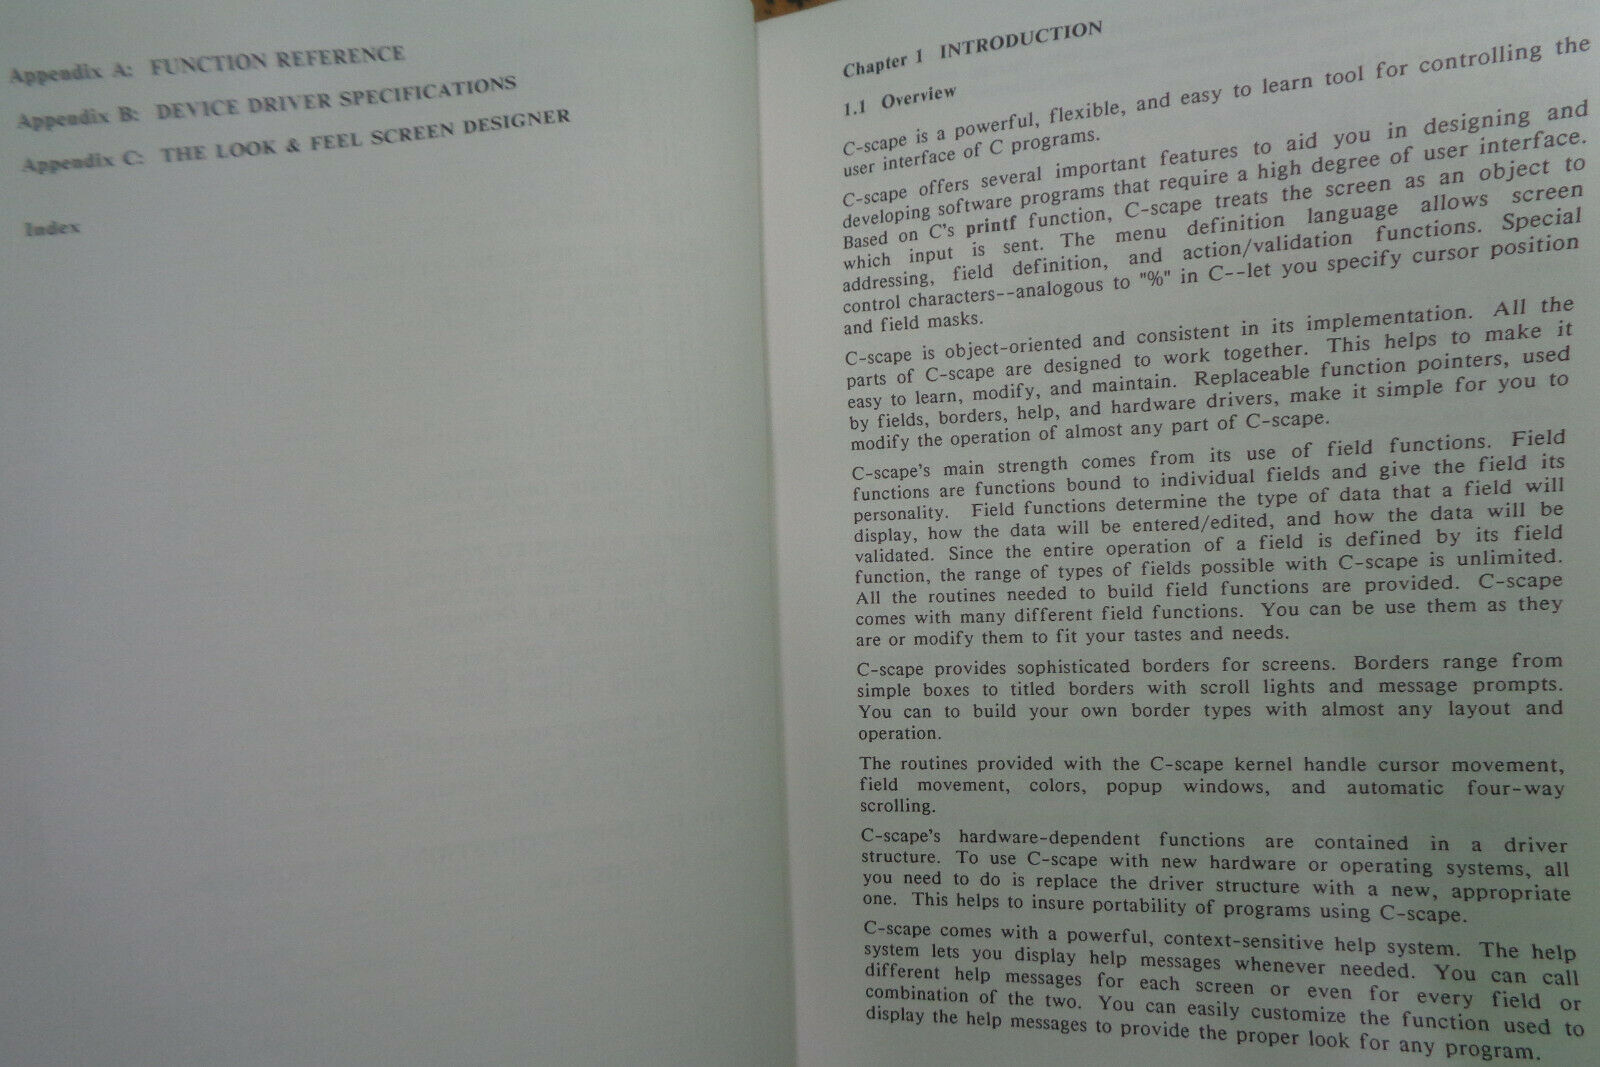 Appendix A: FUNCTION REFERENCE
Appendix B: DEVICE DRIVER SPECIFICATIONS
Appendix C: THE LOOK & FEEL SCREEN DESIGNER
Index
Chapter 1 INTRODUCTION
1.1 Overview
C-scape is a powerful, flexible, and easy to learn tool for controlling the
user interface of C programs.
C-scape offers several important features to aid you in designing and
developing software programs that require a high degree of user interface.
Based on C's printf function, C-scape treats the screen as an object to
which input is sent. The menu definition language allows screen
addressing, field definition, and action/validation functions. Special
control characters--analogous to "%" in C--let you specify cursor position
and field masks.
C-scape is object-oriented and consistent in its implementation. All the
parts of C-scape are designed to work together. This helps to make it
easy to learn, modify, and maintain. Replaceable function pointers, used
by fields, borders, help, and hardware drivers, make it simple for you to
modify the operation of almost any part of C-scape.
C-scape's main strength comes from its use of field functions. Field
functions are functions bound to individual fields and give the field its
personality. Field functions determine the type of data that a field will
display, how the data will be entered/edited, and how the data will be
validated. Since the entire operation of a field is defined by its field
function, the range of types of fields possible with C-scape is unlimited.
All the routines needed to build field functions are provided. C-scape
comes with many different field functions. You can be use them as they
are or modify them to fit your tastes and needs.
C-scape provides sophisticated borders for screens. Borders range from
simple boxes to titled borders with scroll lights and message prompts.
You can to build your own border types with almost any layout and
operation.
The routines provided with the C-scape kernel handle cursor movement,
field movement, colors, popup windows, and automatic four-way
scrolling.
C-scape's hardware-dependent functions are contained in a driver
structure. To use C-scape with new hardware or operating systems, all
you need to do is replace the driver structure with a new, appropriate
one. This helps to insure portability of programs using C-scape.
C-scape comes with a powerful, context-sensitive help system. The help
system lets you display help messages whenever needed. You can call
different help messages for each screen or even for every field or
combination of the two. You can easily customize the function used to
display the help messages to provide the proper look for any program.